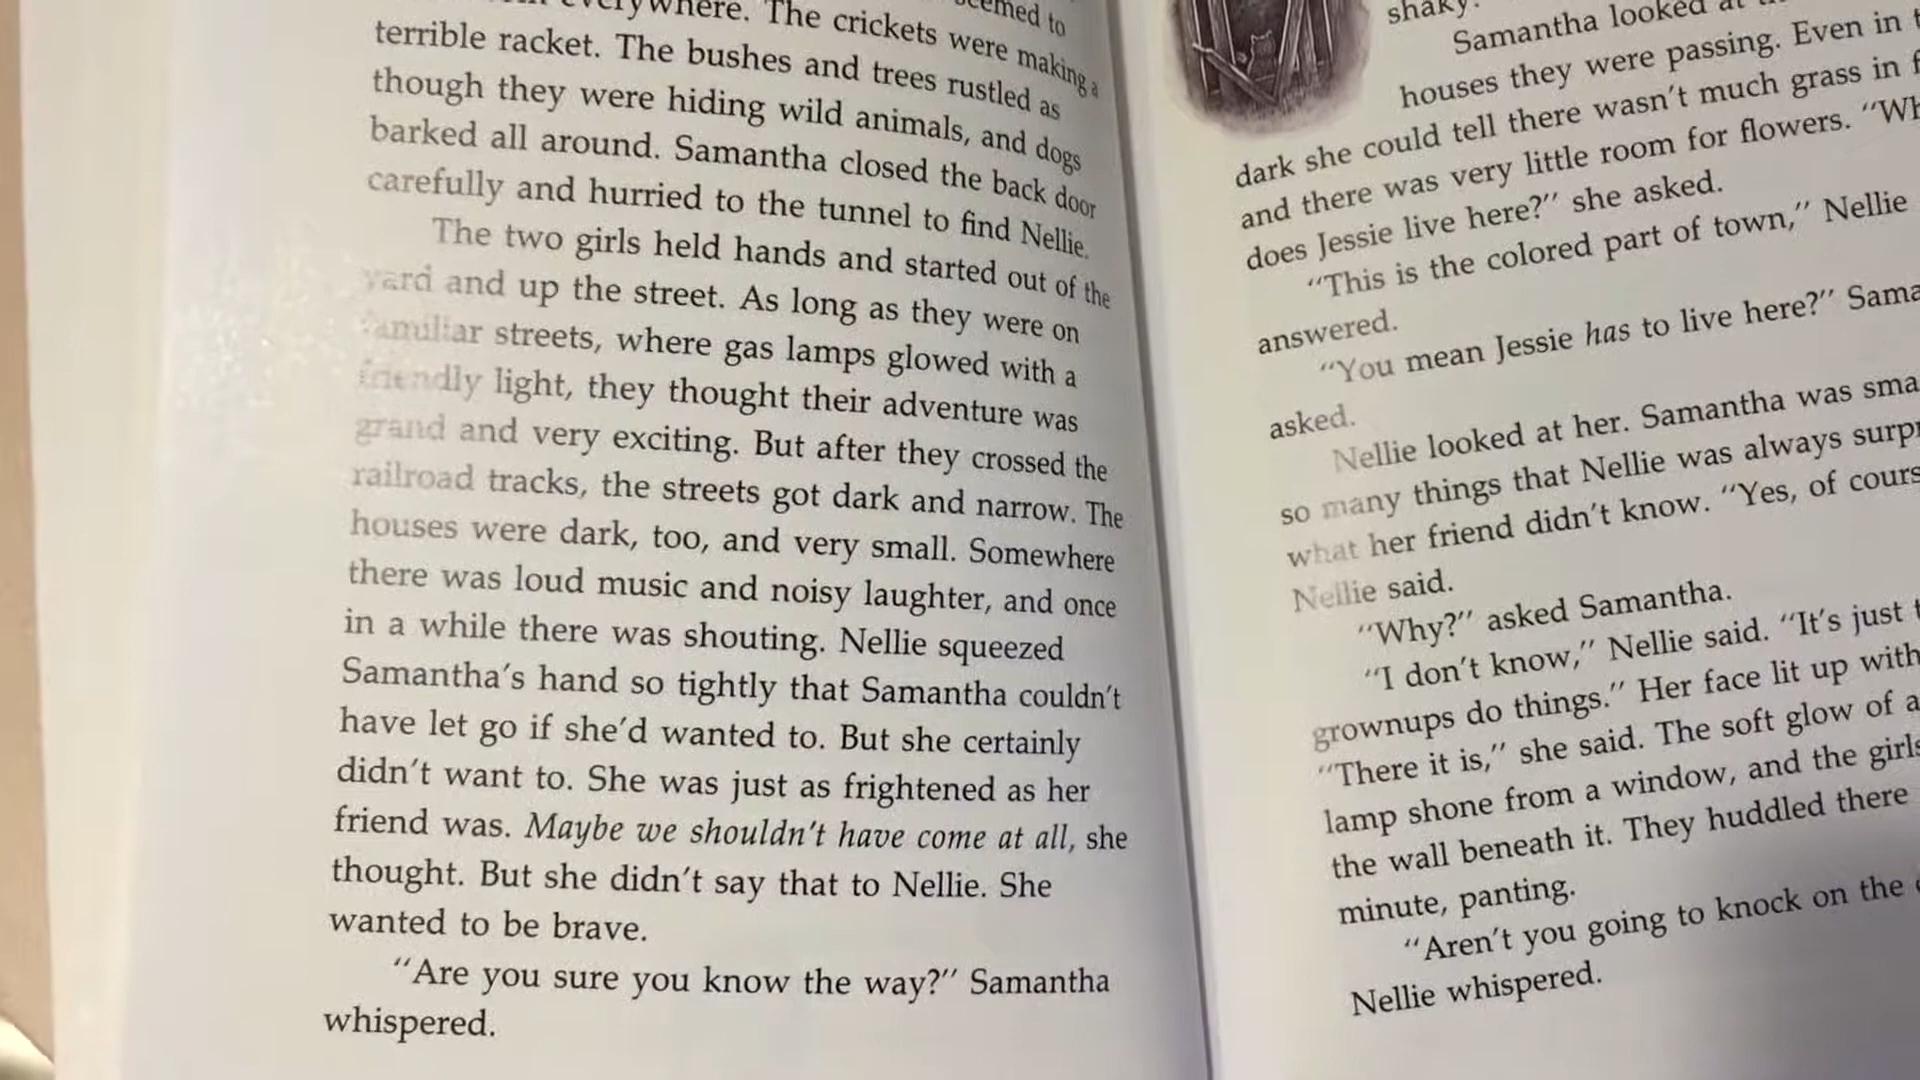 everywhere. The crickets were making a
terrible racket. The bushes and trees rustled as
though they were hiding wild animals, and dogs
barked all around. Samantha closed the back door
carefully and hurried to the tunnel to find Nellie.
The two girls held hands and started out of the
yard and up the street. As long as they were on
familiar streets, where gas lamps glowed with a
friendly light, they thought their adventure was
grand and very exciting. But after they crossed the
railroad tracks, the streets got dark and narrow. The
houses were dark, too, and very small. Somewhere
there was loud music and noisy laughter, and once
in a while there was shouting. Nellie squeezed
Samantha's hand so tightly that Samantha couldn't
have let go if she'd wanted to. But she certainly
didn't want to. She was just as frightened as her
friend was. Maybe we shouldn't have come at all, she
thought. But she didn't say that to Nellie. She
wanted to be brave.
"Are you sure you know the way?" Samantha
whispered.
shaky.
Samantha looked at
houses they were passing. Even in
dark she could tell there wasn't much grass in
and there was very little room for flowers.
does Jessie live here?" she asked.
"This is the colored part of town," Nellie
answered.
"You mean Jessie has to live here?"
asked.
Nellie looked at her. Samantha was
so many things that Nellie was always
what her friend didn't know. "Yes, of
Nellie said.
"Why?" asked Samantha.
"I don't know," Nellie said. "It's just
grownups do things." Her face lit up with
"There it is," she said. The soft glow of a
lamp shone from a window, and the girls
the wall beneath it. They huddled there
minute, panting.
"Aren't you going to knock on the
Nellie whispered.